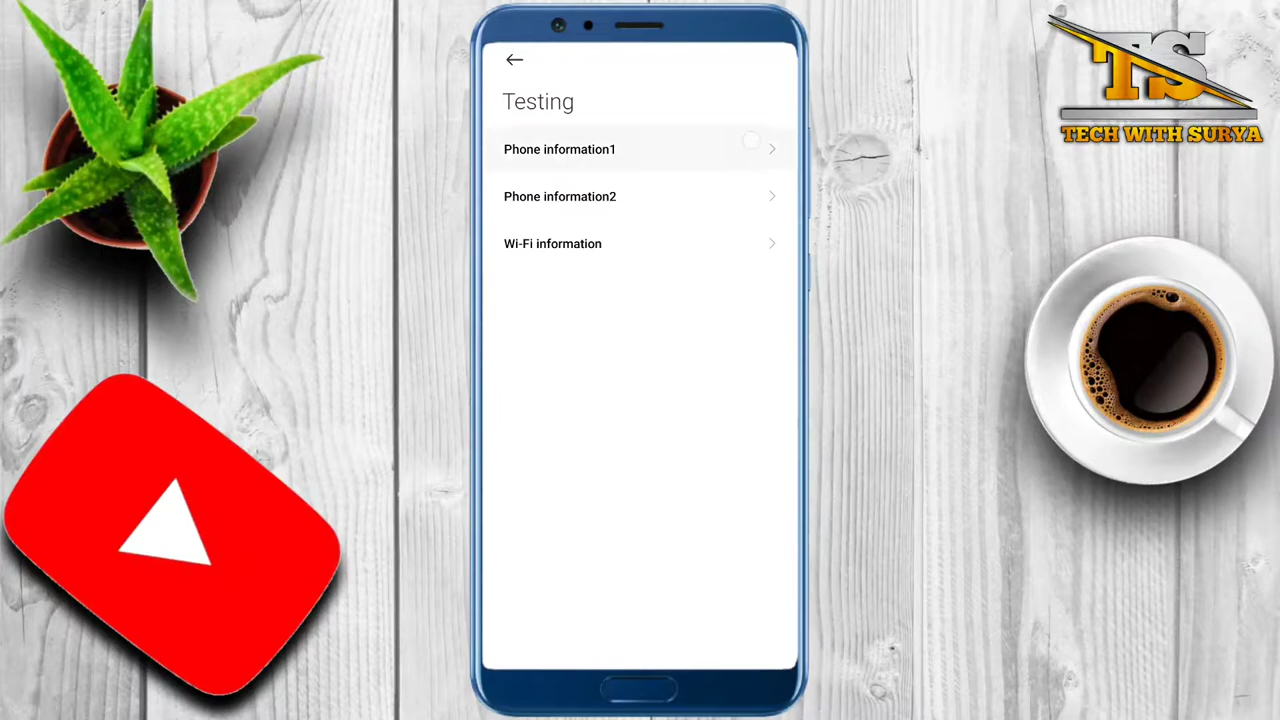 TS
TECH WITH SURYA
Testing
Phone information1
Phone information2
Wi-Fi information